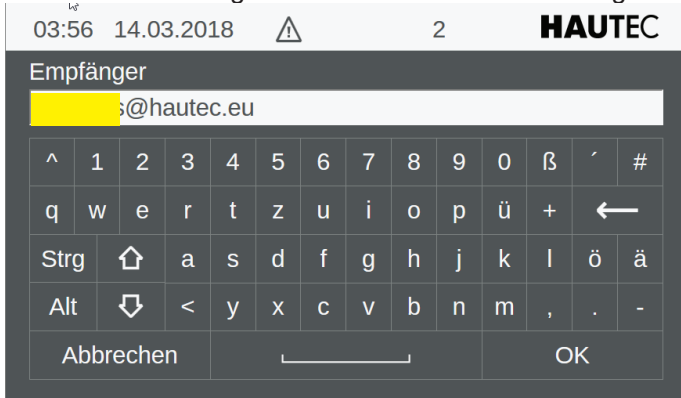 03:56 14.03.2018 2 HAUTEC
Empfänger
s@hautec.eu
^ 1 2 3 4 5 6 7 8 9 0 ß ´ #
q w e r t z u i o p ü +
Strg a s d f g h j k l ö ä
Alt < y x c v b n m , . -
Abbrechen OK